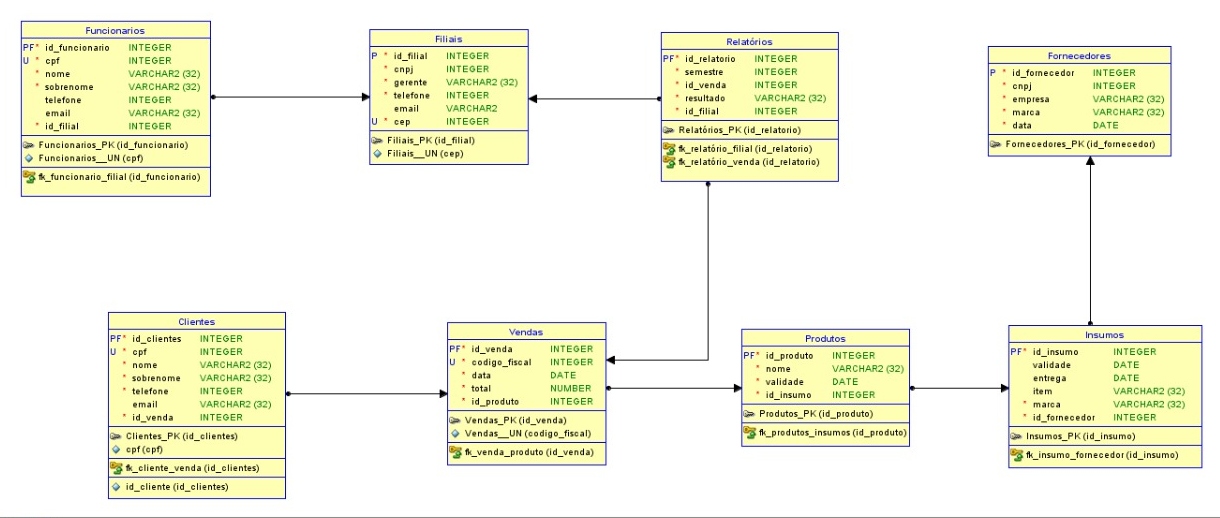 Funcionarios
PF* id_funcionario INTEGER
U * cpf INTEGER
* nome VARCHAR2 (32)
* sobrenome VARCHAR2 (32)
telefone INTEGER
email VARCHAR2 (32)
* id_filial INTEGER
Funcionarios_PK (id_funcionario)
Funcionarios__UN (cpf)
fk_funcionario_filial (id_funcionario)
Filiais
P * id_filial INTEGER
* cnpj INTEGER
* gerente VARCHAR2 (32)
* telefone INTEGER
email VARCHAR2
U * cep INTEGER
Filiais_PK (id_filial)
Filiais__UN (cep)
Relatórios
PF* id_relatorio INTEGER
* semestre INTEGER
* id_venda INTEGER
* resultado VARCHAR2 (32)
* id_filial INTEGER
Relatórios_PK (id_relatorio)
fk_relatório_filial (id_relatorio)
fk_relatório_venda (id_relatorio)
Fornecedores
P * id_fornecedor INTEGER
* cnpj INTEGER
* empresa VARCHAR2 (32)
* marca VARCHAR2 (32)
* data DATE
Fornecedores_PK (id_fornecedor)
Clientes
PF* id_clientes INTEGER
U * cpf INTEGER
* nome VARCHAR2 (32)
* sobrenome VARCHAR2 (32)
* telefone INTEGER
email VARCHAR2 (32)
* id_venda INTEGER
Clientes_PK (id_clientes)
cpf (cpf)
fk_cliente_venda (id_clientes)
id_cliente (id_clientes)
Vendas
PF* id_venda INTEGER
U * codigo_fiscal INTEGER
* data DATE
* total NUMBER
* id_produto INTEGER
Vendas_PK (id_venda)
Vendas__UN (codigo_fiscal)
fk_venda_produto (id_venda)
Produtos
PF* id_produto INTEGER
* nome VARCHAR2 (32)
* validade DATE
* id_insumo INTEGER
Produtos_PK (id_produto)
fk_produtos_insumos (id_produto)
Insumos
PF* id_insumo INTEGER
validade DATE
entrega DATE
item VARCHAR2 (32)
* marca VARCHAR2 (32)
* id_fornecedor INTEGER
Insumos_PK (id_insumo)
fk_insumo_fornecedor (id_insumo)